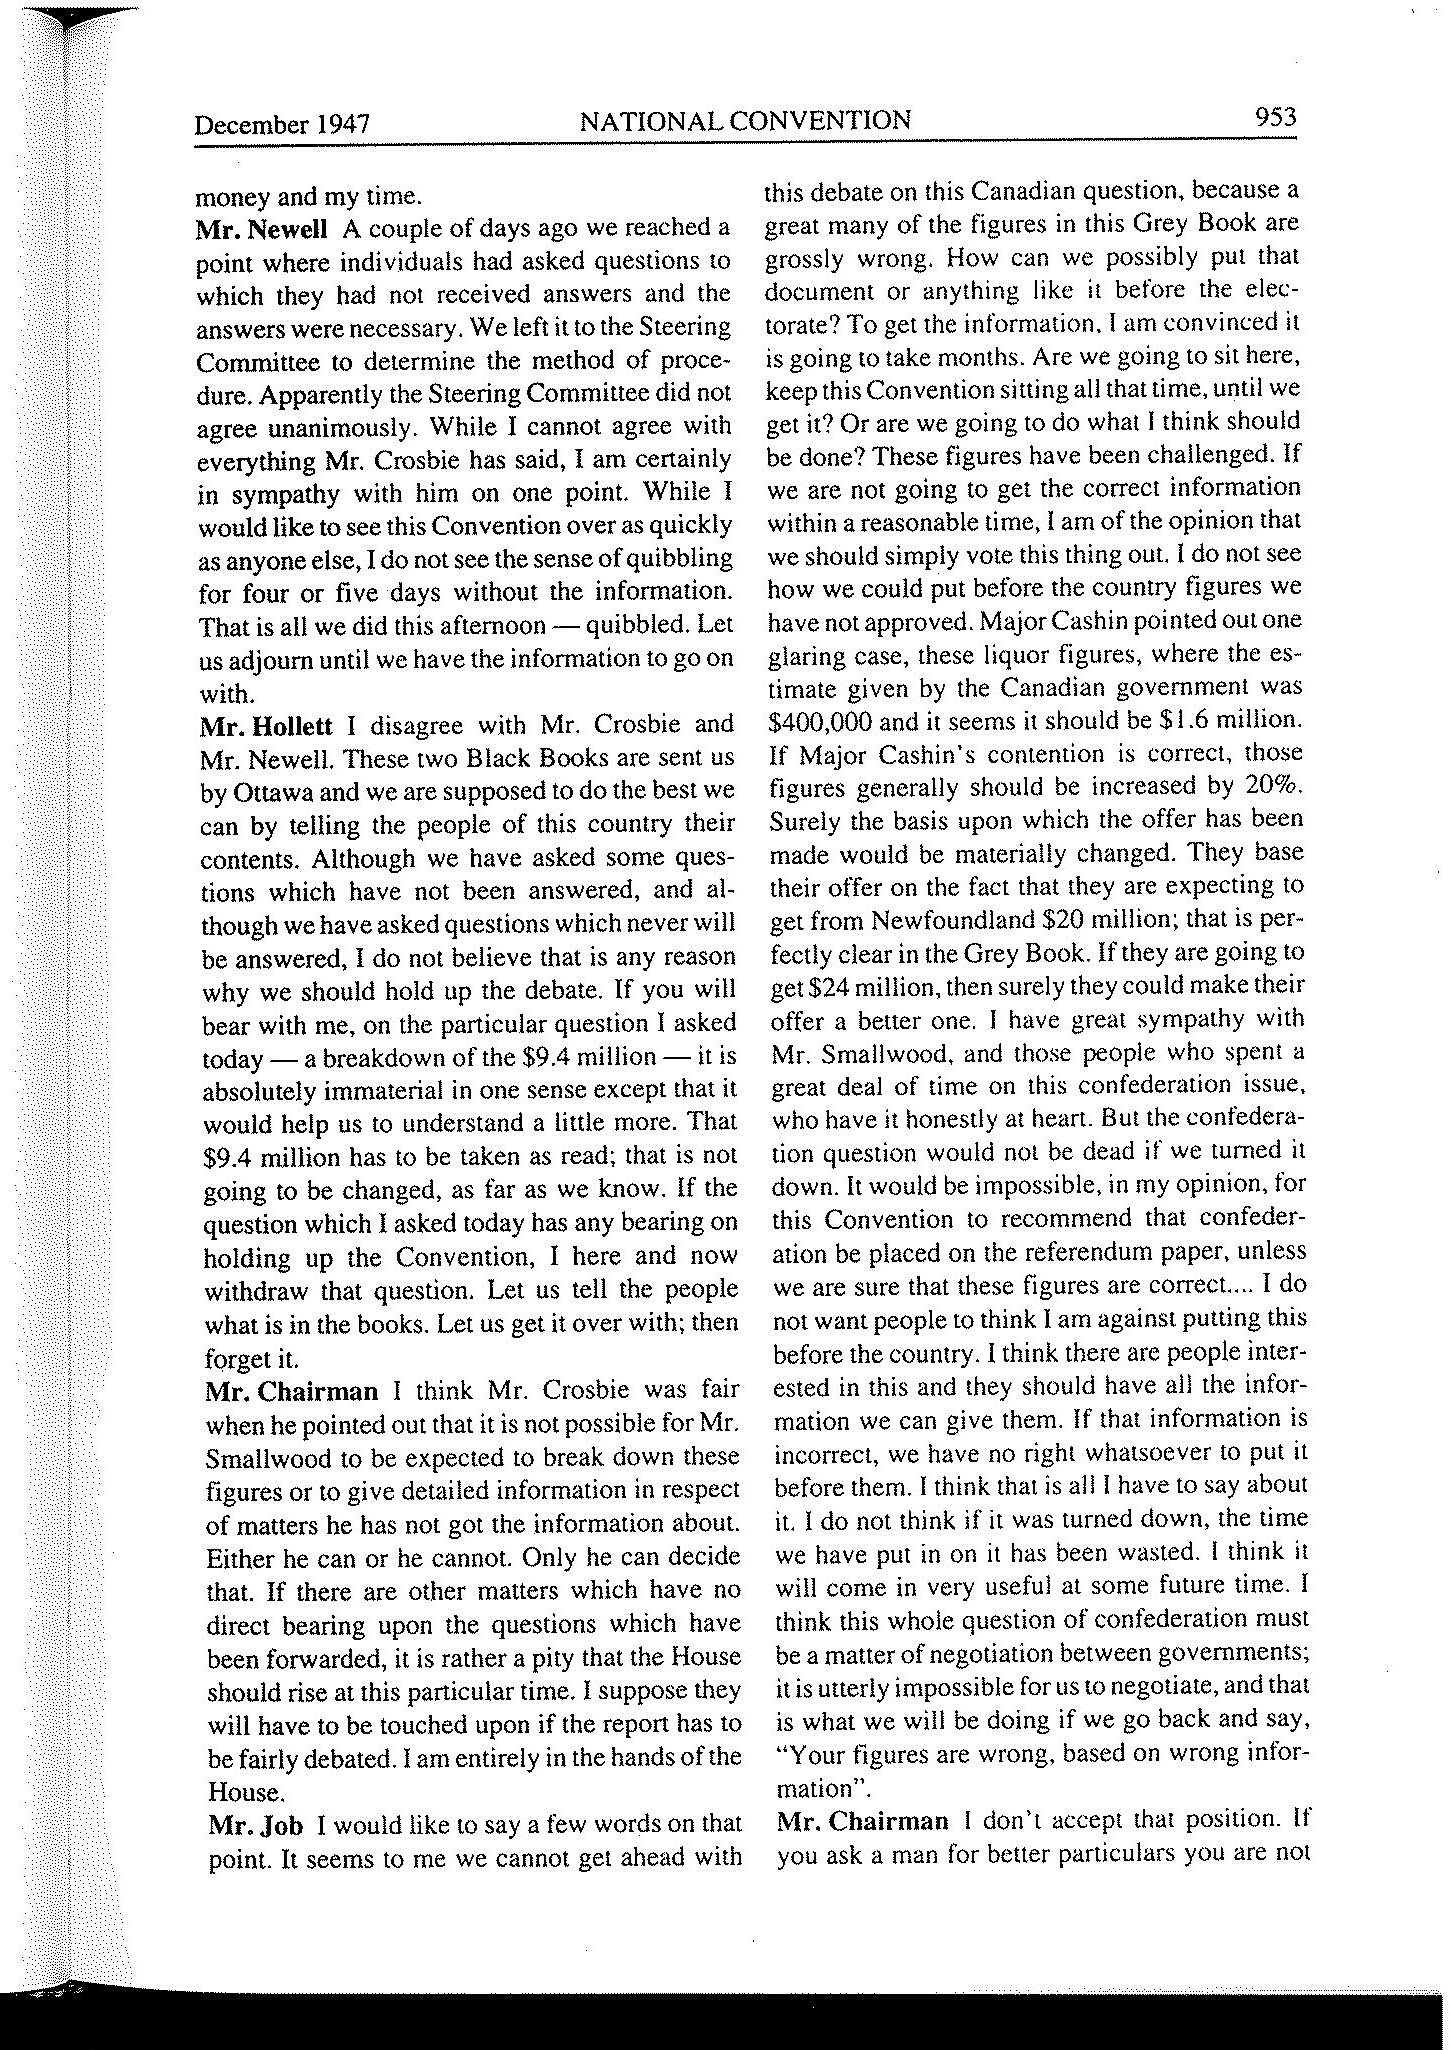 December 1947 NATIONAL CONVENTION 953
money and my time.
Mr. Newell A couple of days ago we reached a
point where individuals had asked questions to
which they had not received answers and the
answers were necessary. We left it to the Steering
Committee to determine the method of proce-
dure. Apparently the Steering Committee did not
agree unanimously. While I cannot agree with
everything Mr. Crosbie has said, I am certainly
in sympathy with him on one point. While I
would like to see this Convention over as quickly
as anyone else, I do not see the sense of quibbling
for four or five days without the information.
That is all we did this afternoon — quibbled. Let
us adjourn until we have the information to go on
with.
Mr. Hollett I disagree with Mr. Crosbie and
Mr. Newell. These two Black Books are sent us
by Ottawa and we are supposed to do the best we
can by telling the people of this country their
contents. Although we have asked some ques-
tions which have not been answered, and al-
though we have asked questions which never will
be answered, I do not believe that is any reason
why we should hold up the debate. If you will
bear with me, on the particular question I asked
today — a breakdown of the $9.4 million — it is
absolutely immaterial in one sense except that it
would help us to understand a little more. That
$9.4 million has to be taken as read; that is not
going to be changed, as far as we know. If the
question which I asked today has any bearing on
holding up the Convention, I here and now
withdraw that question. Let us tell the people
what is in the books. Let us get it over with; then
forget it.
Mr. Chairman I think Mr. Crosbie was fair
when he pointed out that it is not possible for Mr.
Smallwood to be expected to break down these
figures or to give detailed information in respect
of matters he has not got the information about.
Either he can or he cannot. Only he can decide
that. If there are other matters which have no
direct bearing upon the questions which have
been forwarded, it is rather a pity that the House
should rise at this particular time. I suppose they
will have to be touched upon if the report has to
be fairly debated. I am entirely in the hands of the
House.
Mr. Job I would like to say a few words on that
point. It seems to me we cannot get ahead with
this debate on this Canadian question, because a
great many of the figures in this Grey Book are
grossly wrong. How can we possibly put that
document or anything like it before the elec-
torate? To get the information, I am convinced it
is going to take months. Are we going to sit here,
keep this Convention sitting all that time, until we
get it? Or are we going to do what I think should
be done? These figures have been challenged. If
we are not going to get the correct information
within a reasonable time, I am of the opinion that
we should simply vote this thing out. I do not see
how we could put before the country figures we
have not approved. Major Cashin pointed out one
glaring case, these liquor figures, where the es-
timate given by the Canadian government was
$400,000 and it seems it should be $1.6 million.
If Major Cashin's contention is correct, those
figures generally should be increased by 20%.
Surely the basis upon which the offer has been
made would be materially changed. They base
their offer on the fact that they are expecting to
get from Newfoundland $20 million; that is per-
fectly clear in the Grey Book. If they are going to
get $24 million, then surely they could make their
offer a better one. I have great sympathy with
Mr. Smallwood, and those people who spent a
great deal of time on this confederation issue,
who have it honestly at heart. But the confedera-
tion question would not be dead if we turned it
down. It would be impossible, in my opinion, for
this Convention to recommend that confeder-
ation be placed on the referendum paper, unless
we are sure that these figures are correct.... I do
not want people to think I am against putting this
before the country. I think there are people inter-
ested in this and they should have all the infor-
mation we can give them. If that information is
incorrect, we have no right whatsoever to put it
before them. I think that is all I have to say about
it. I do not think if it was turned down, the time
we have put in on it has been wasted. I think it
will come in very useful at some future time. I
think this whole question of confederation must
be a matter of negotiation between governments;
it is utterly impossible for us to negotiate, and that
is what we will be doing if we go back and say,
"Your figures are wrong, based on wrong infor-
mation".
Mr. Chairman I don't accept that position. If
you ask a man for better particulars you are not